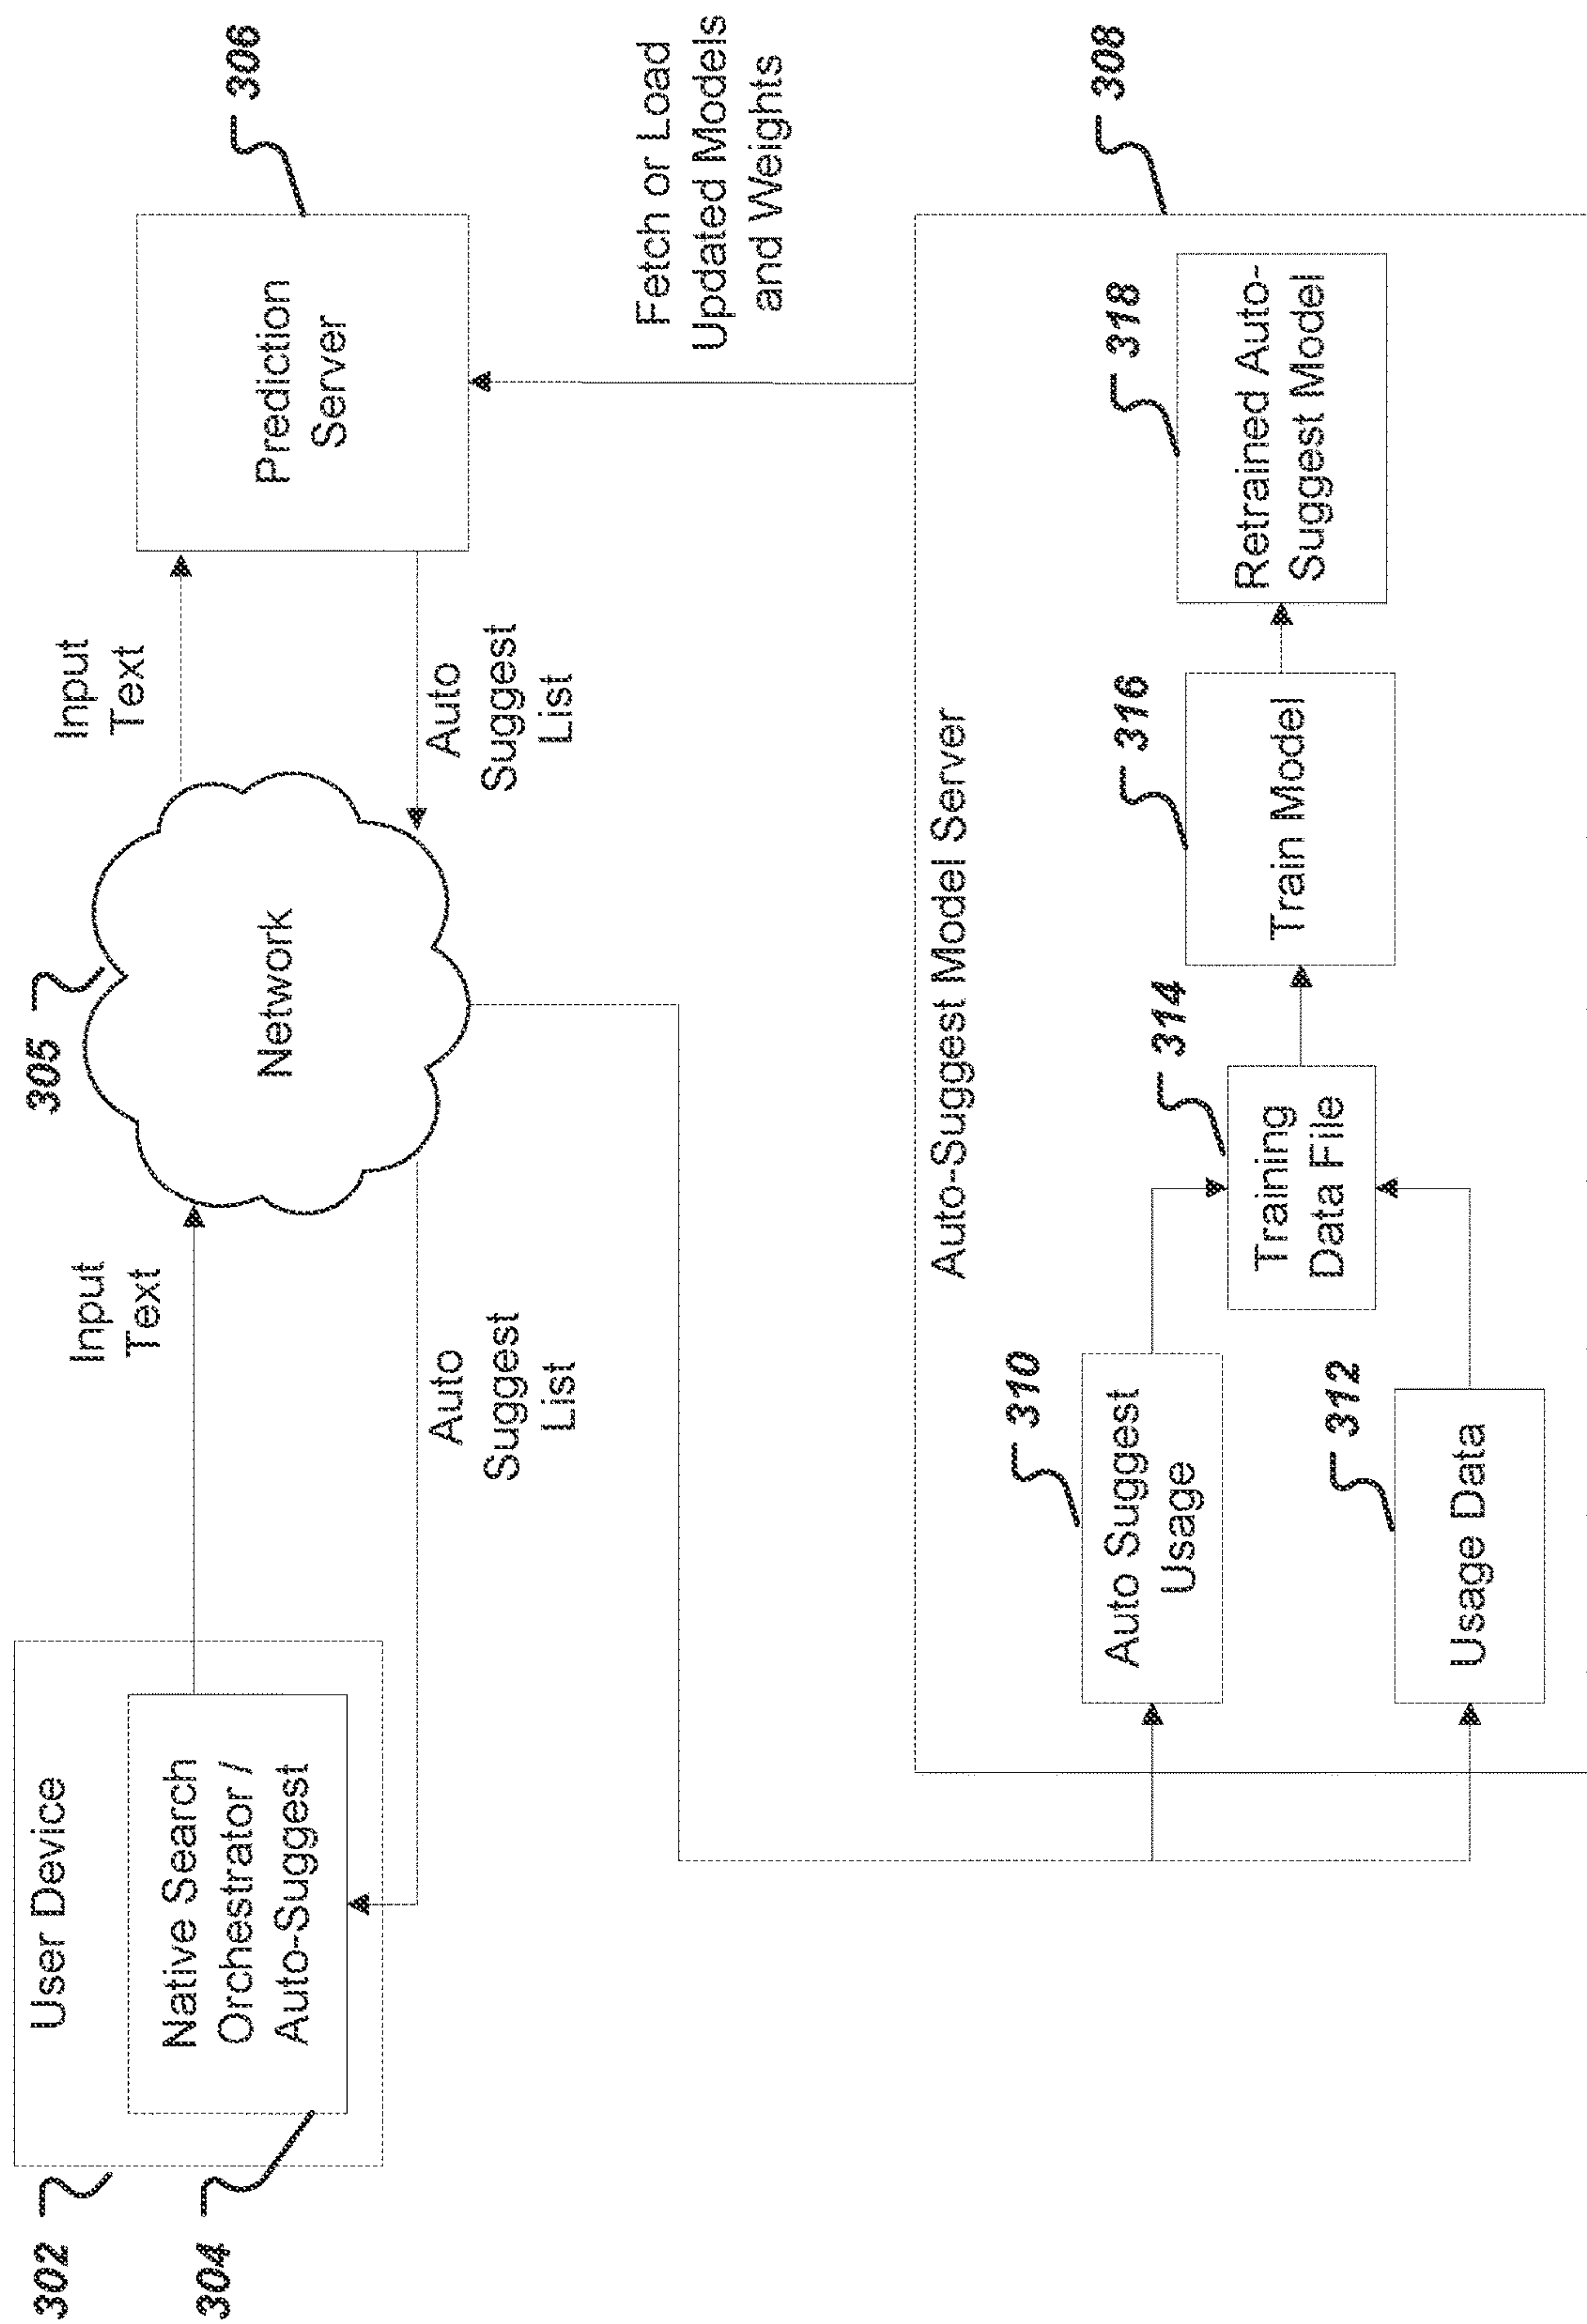 302
User Device
304
Native Search
Orchestrator /
Auto-Suggest
Input
Text
Auto
Suggest
List
305
Network
Input
Text
Auto
Suggest
List
306
Prediction
Server
Fetch or Load
Updated Models
and Weights
308
Auto-Suggest Model Server
310
Auto Suggest
Usage
312
Usage Data
314
Training
Data File
316
Train Model
318
Retrained Auto-
Suggest Model